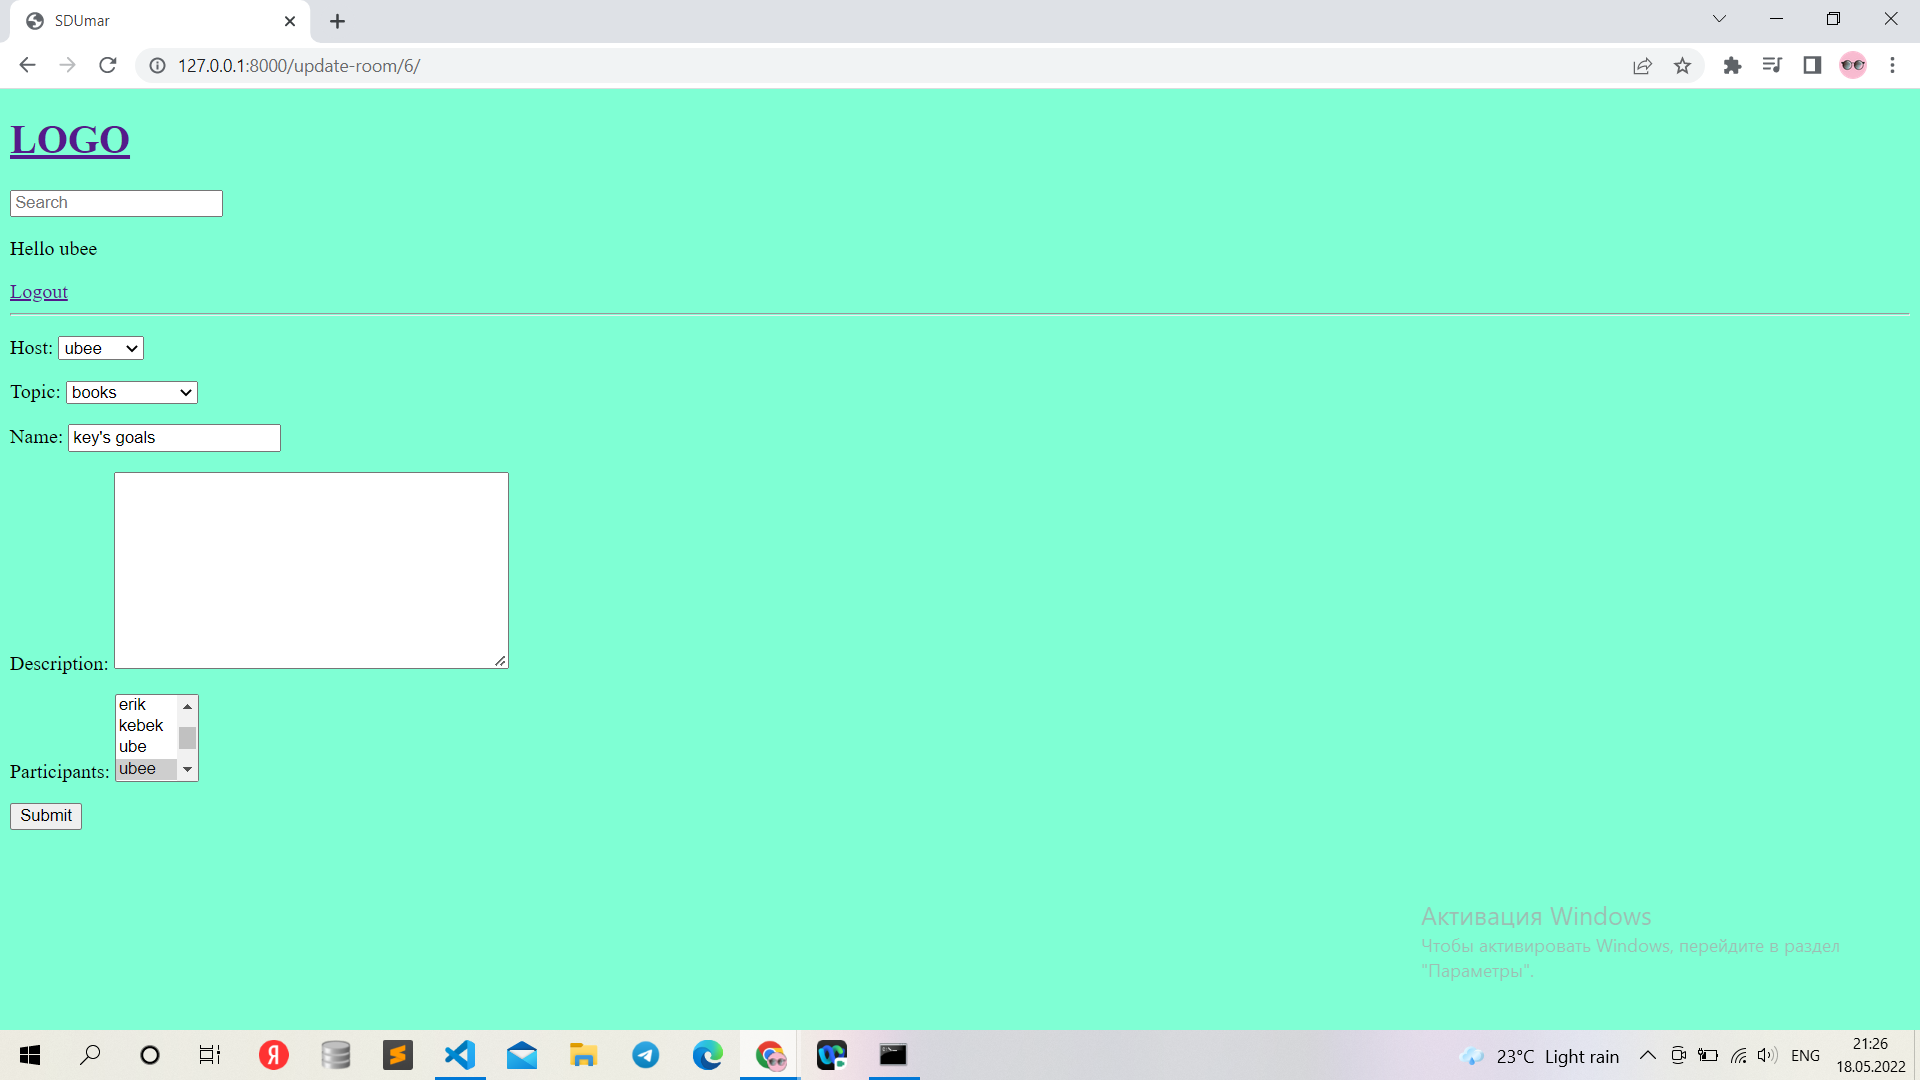 SDUmar
127.0.0.1:8000/update-room/6/
LOGO
Search
Hello ubee
Logout
Host: ubee
Topic: books
Name: key's goals
Description:
erik
kebek
ube
Participants: ubee
Submit
Активация Windows
Чтобы активировать Windows, перейдите в раздел
"Параметры".
23°C Light rain
ENG
21:26
18.05.2022